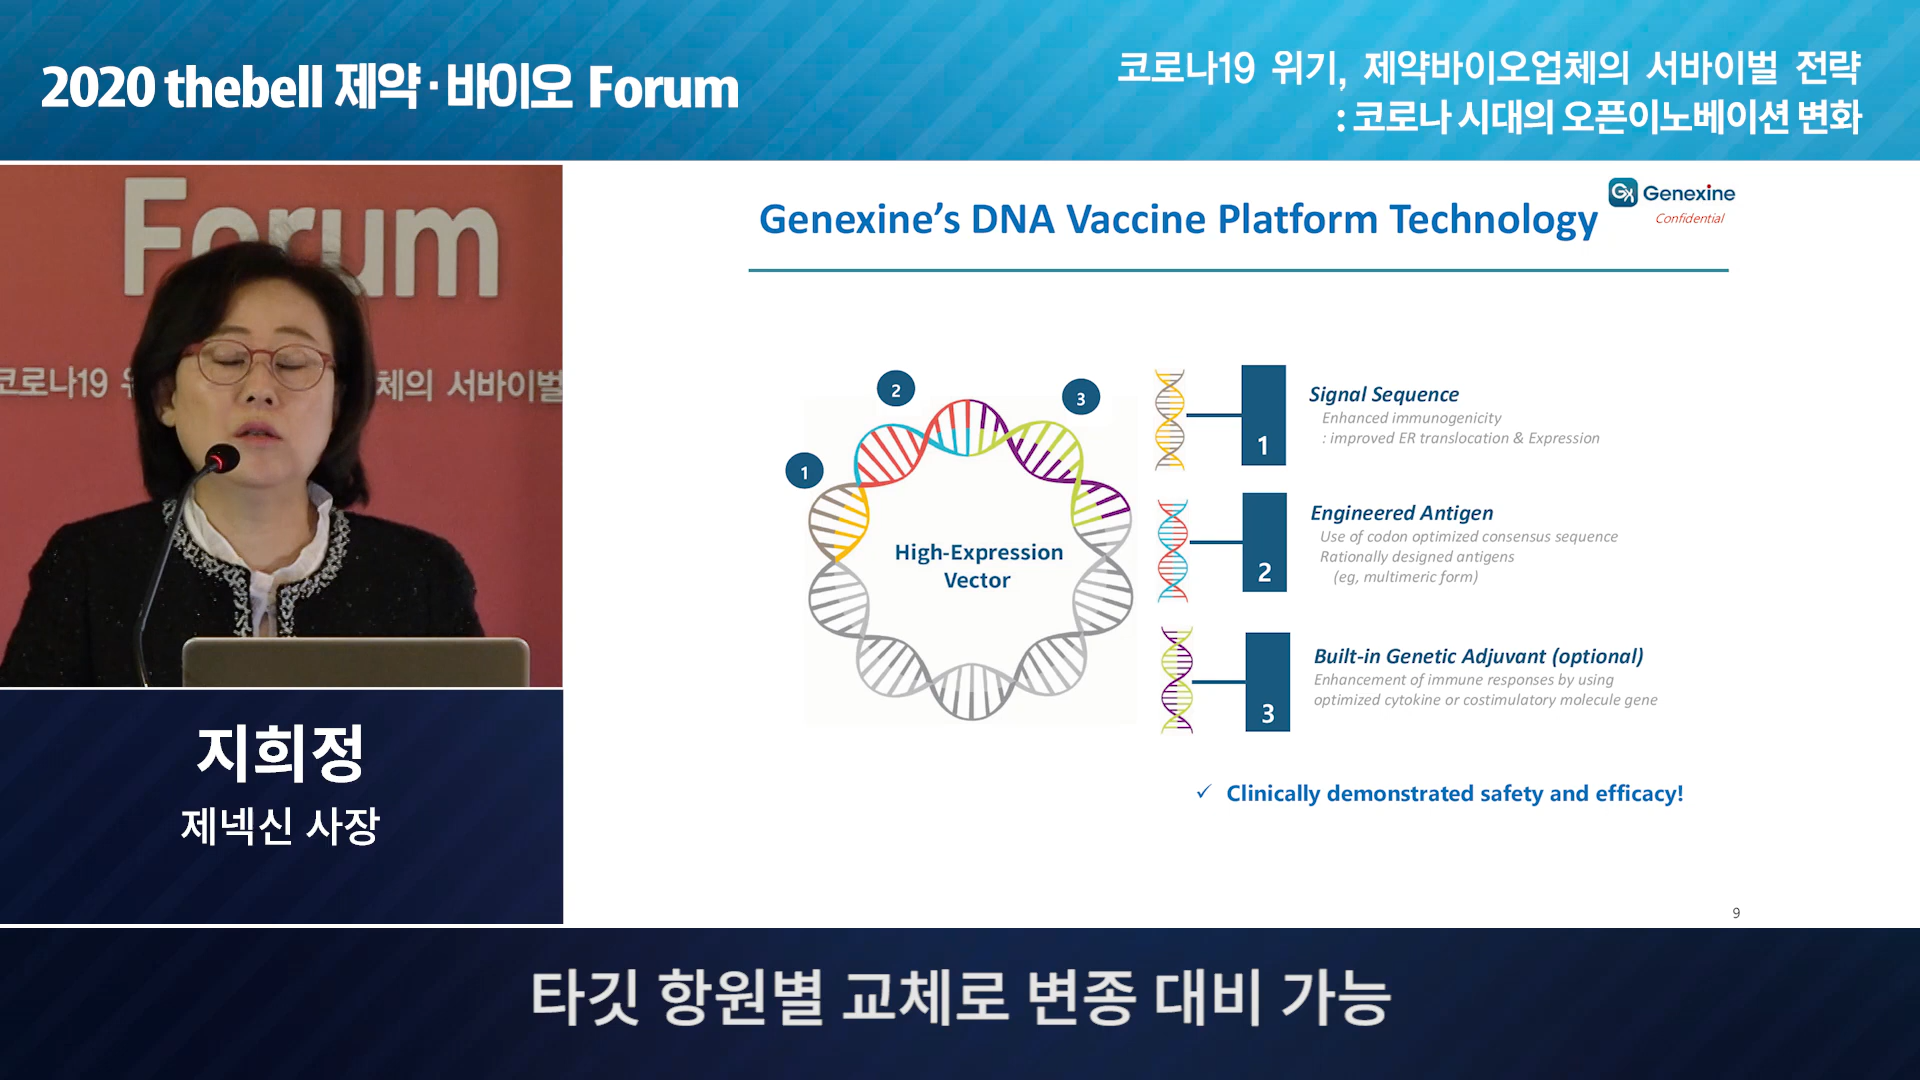 2020 thebell 제약·바이오 Forum
코로나19 위기, 제약바이오업체의 서바이벌 전략
: 코로나 시대의 오픈이노베이션 변화
Forum
코로나19 위
체의 서바이벌
지희정
제넥신 사장
Genexine's DNA Vaccine Platform Technology
Gx Genexine
Confidential
1
2
3
High-Expression
Vector
1
Signal Sequence
Enhanced immunogenicity
: improved ER translocation & Expression
2
Engineered Antigen
Use of codon optimized consensus sequence
Rationally designed antigens
(eg, multimeric form)
3
Built-in Genetic Adjuvant (optional)
Enhancement of immune responses by using
optimized cytokine or costimulatory molecule gene
✓ Clinically demonstrated safety and efficacy!
9
타깃 항원별 교체로 변종 대비 가능